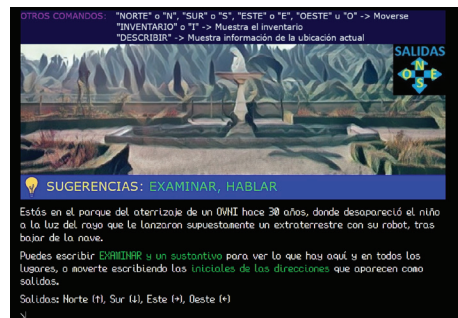 OTROS COMANDOS: "NORTE" o "N", "SUR" o "S", "ESTE" o "E", "OESTE" u "O" -> Moverse
"INVENTARIO" o "I" -> Muestra el inventario
"DESCRIBIR" -> Muestra información de la ubicación actual
SALIDAS
N
O E
S
SUGERENCIAS: EXAMINAR, HABLAR
Estás en el parque del aterrizaje de un OVNI hace 30 años, donde desapareció el niño
a la luz del rayo que le lanzaron supuestamente un extraterrestre con su robot, tras
bajar de la nave.
Puedes escribir EXAMINAR y un sustantivo para ver lo que hay aquí y en todos los
lugares, o moverte escribiendo las iniciales de las direcciones que aparecen como
salidas.
Salidas: Norte (↑), Sur (↓), Este (→), Oeste (←)